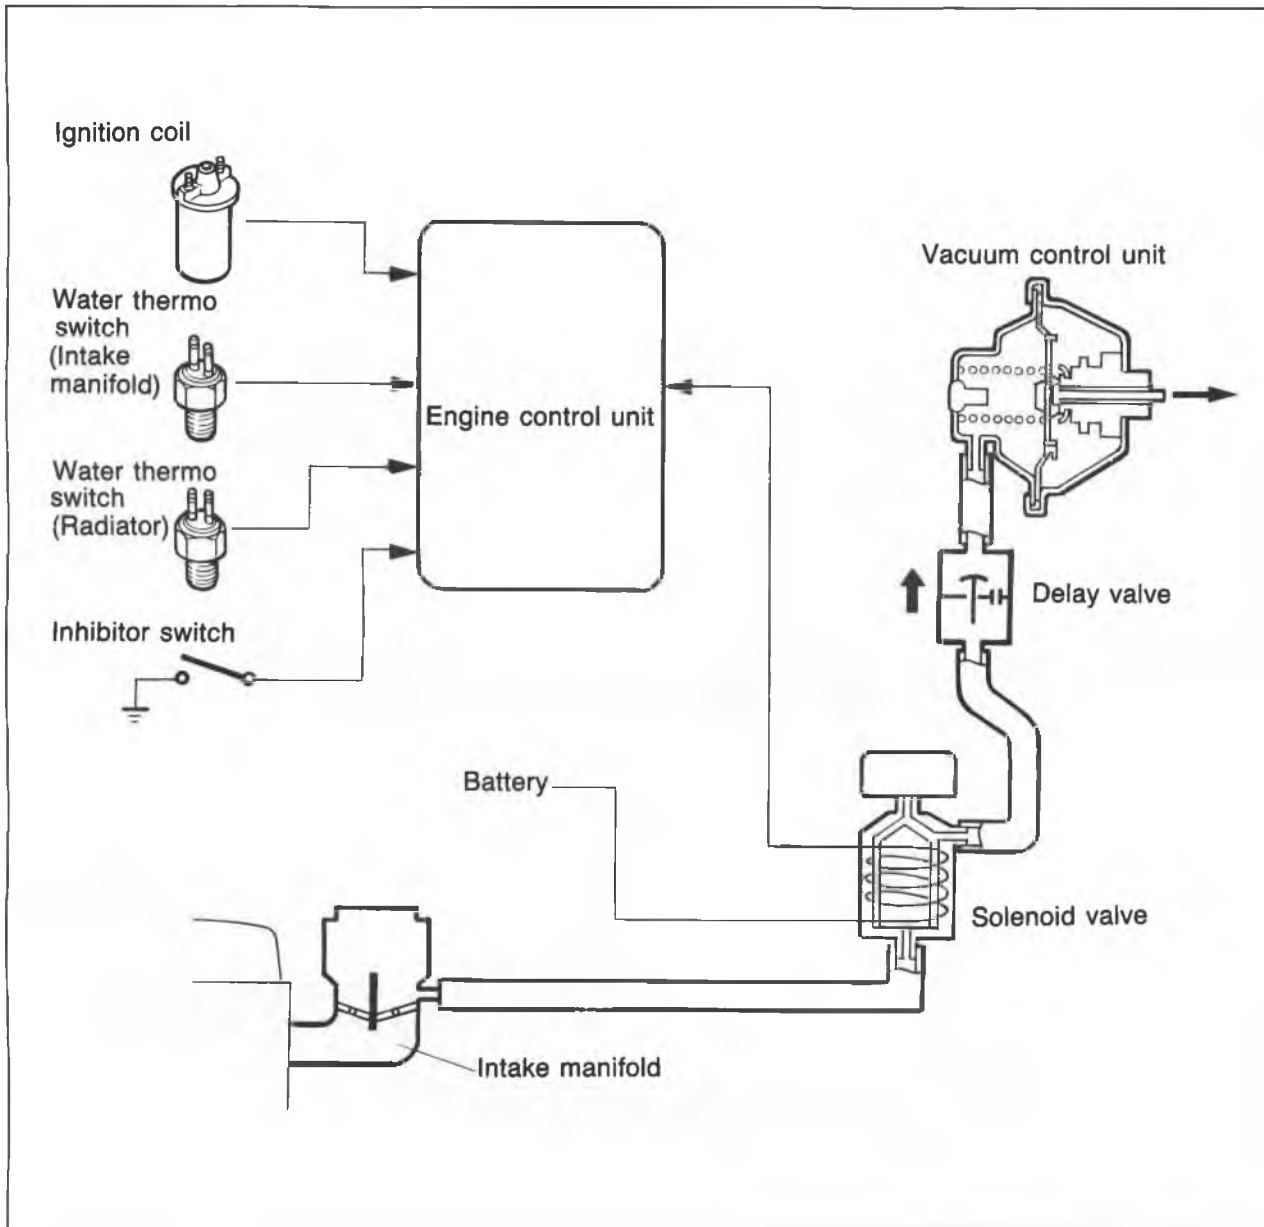 Ignition coil
Water thermo
switch
(Intake
manifold)
Water thermo
switch
(Radiator)
Inhibitor switch
Engine control unit
Vacuum control unit
Delay valve
Battery
Solenoid valve
Intake manifold